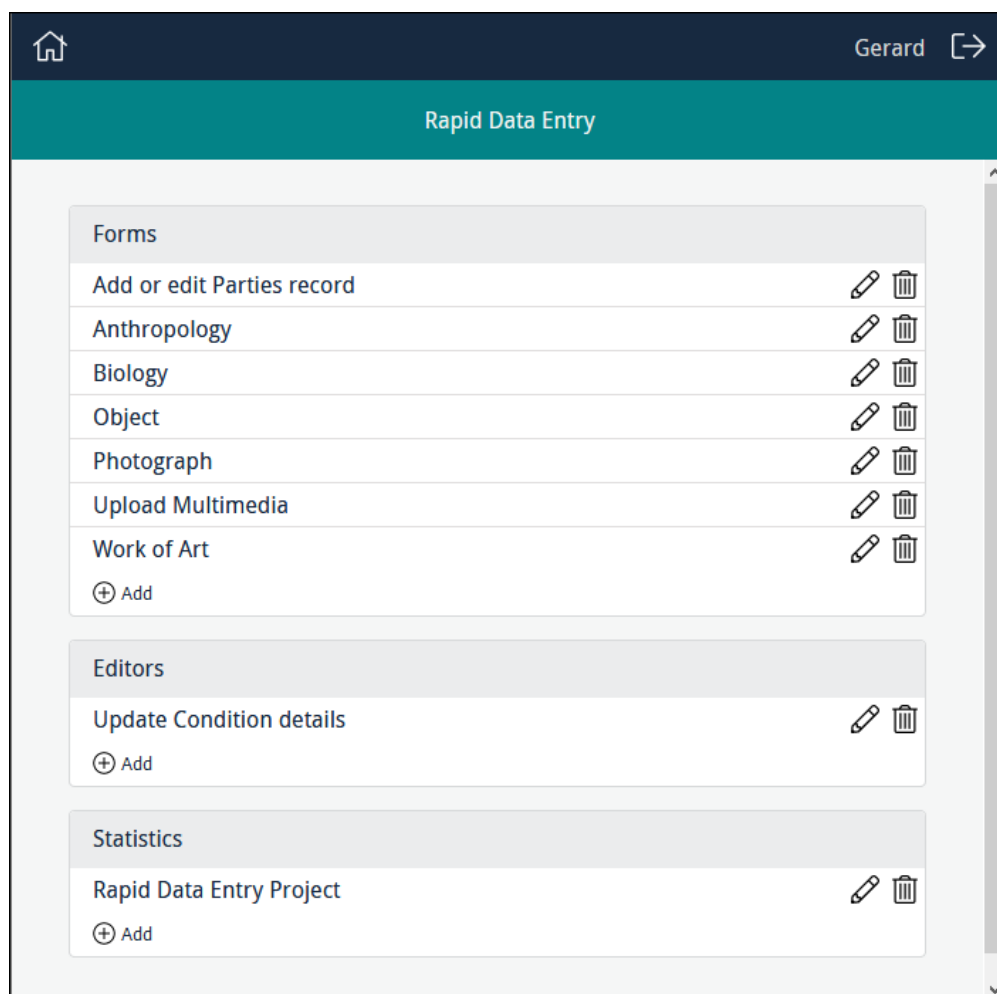 Gerard
Rapid Data Entry
Forms
Add or edit Parties record
Anthropology
Biology
Object
Photograph
Upload Multimedia
Work of Art
Add
Editors
Update Condition details
Add
Statistics
Rapid Data Entry Project
Add